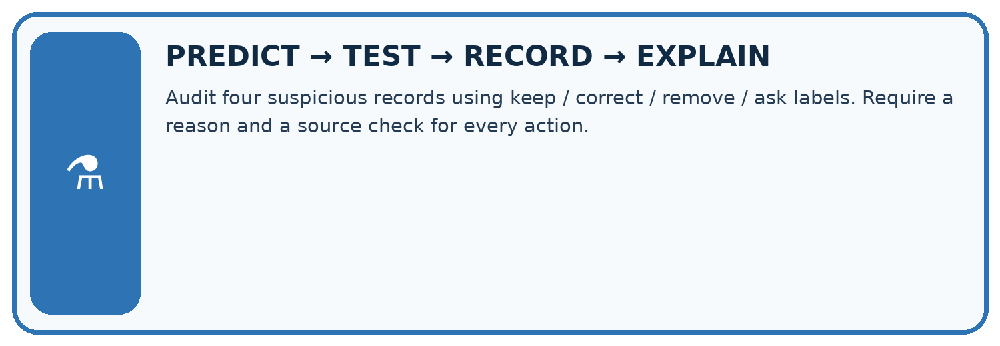 PREDICT → TEST → RECORD → EXPLAIN
Audit four suspicious records using keep / correct / remove / ask labels. Require a
reason and a source check for every action.